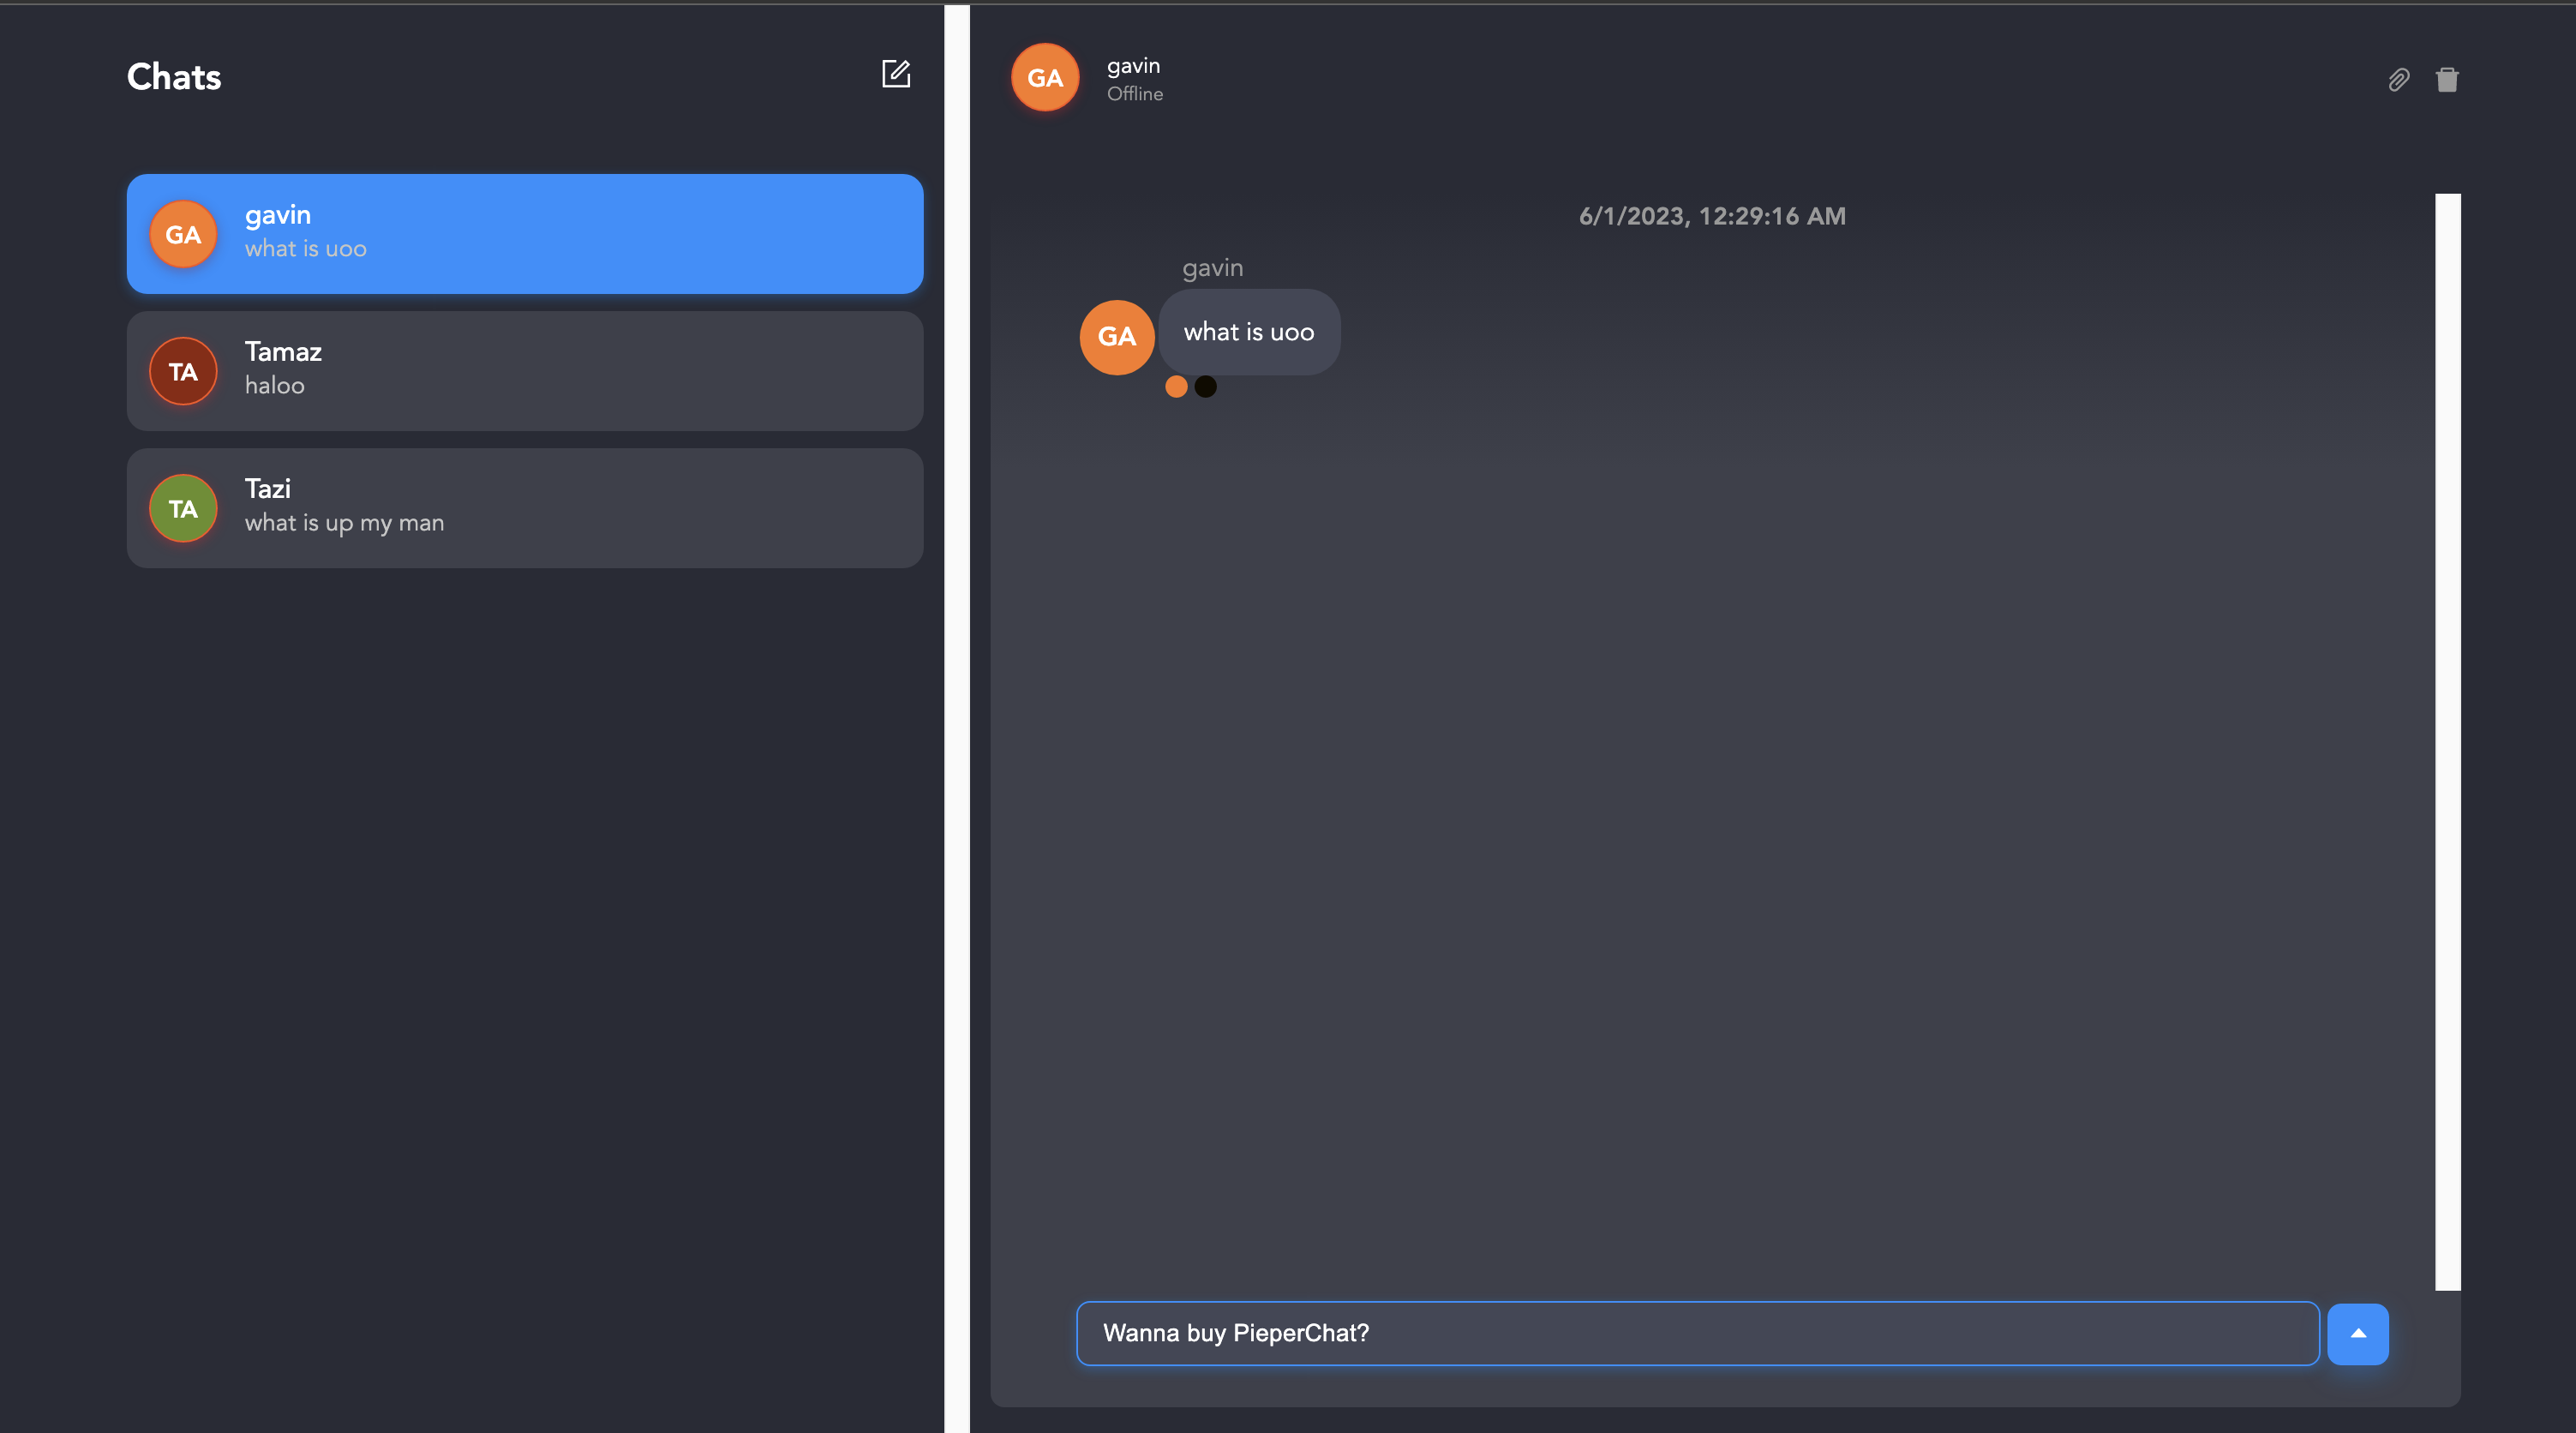 Chats
GA
gavin
what is uoo
TA
Tamaz
haloo
TA
Tazi
what is up my man
GA
gavin
Offline
6/1/2023, 12:29:16 AM
gavin
GA
what is uoo
Wanna buy PieperChat?